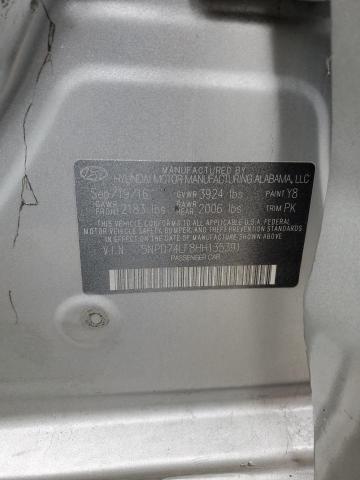 MANUFACTURED BY
HYUNDAI MOTOR MANUFACTURING ALABAMA, LLC
Sep/19/16 GVWR 3924 lbs PAINT Y8
GAWR FRONT 2183 lbs GAWR REAR 2006 lbs TRIM PK
THIS VEHICLE CONFORMS TO ALL APPLICABLE U.S.A. FEDERAL
MOTOR VEHICLE SAFETY, BUMPER, AND THEFT PREVENTION STANDARDS
IN EFFECT ON THE DATE OF MANUFACTURE SHOWN ABOVE.
V.I.N. 5NPD74LF8HH135391
PASSENGER CAR